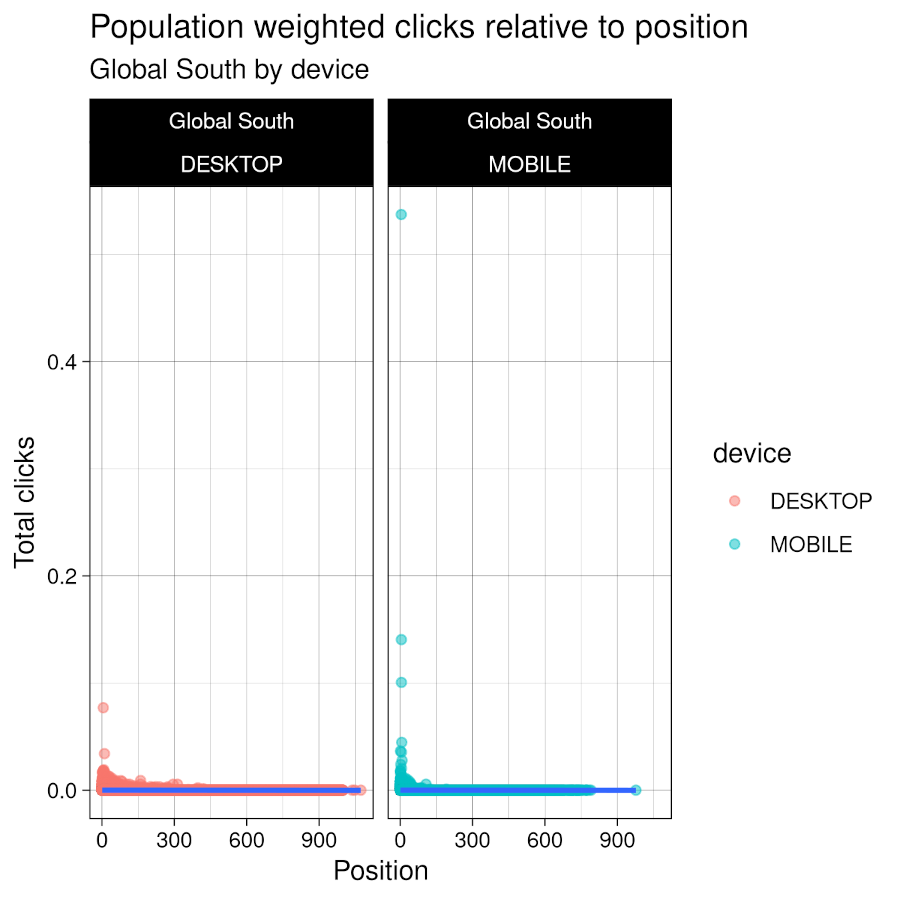 Population weighted clicks relative to position
Global South by device
Global South
DESKTOP
Global South
MOBILE
Total clicks
0.4
0.2
0.0
0 300 600 900
0 300 600 900
Position
device
DESKTOP
MOBILE